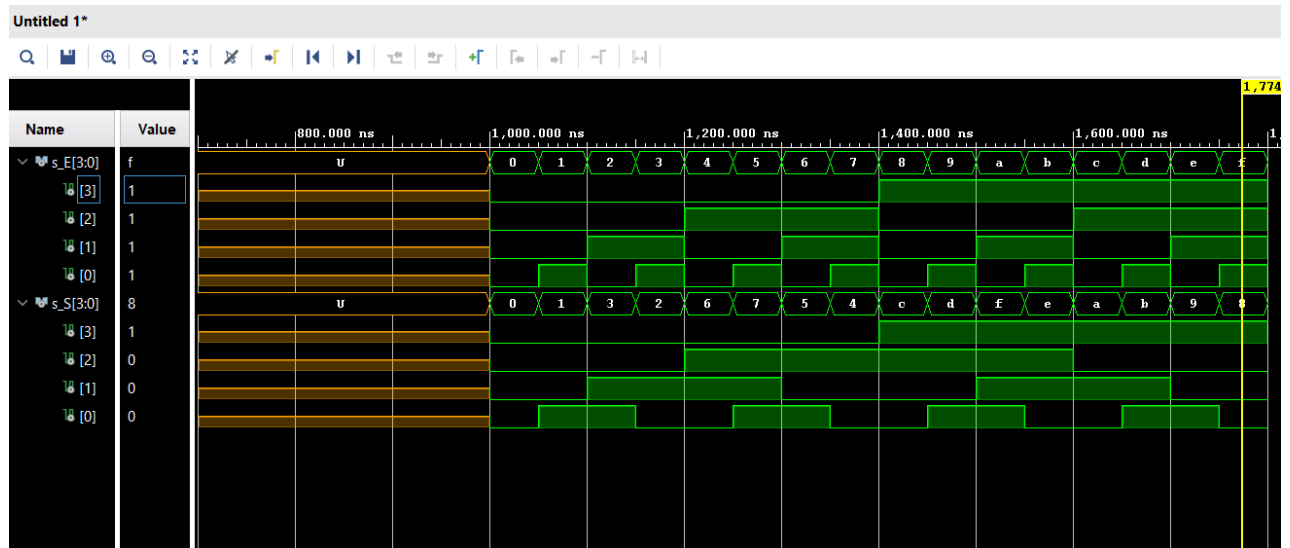 Untitled 1*
1,774
Name Value
800.000 ns 1,000.000 ns 1,200.000 ns 1,400.000 ns 1,600.000 ns 1,
s_E[3:0] f U 0 1 2 3 4 5 6 7 8 9 a b c d e f
[3] 1
[2] 1
[1] 1
[0] 1
s_S[3:0] 8 U 0 1 3 2 6 7 5 4 c d f e a b 9 8
[3] 1
[2] 0
[1] 0
[0] 0